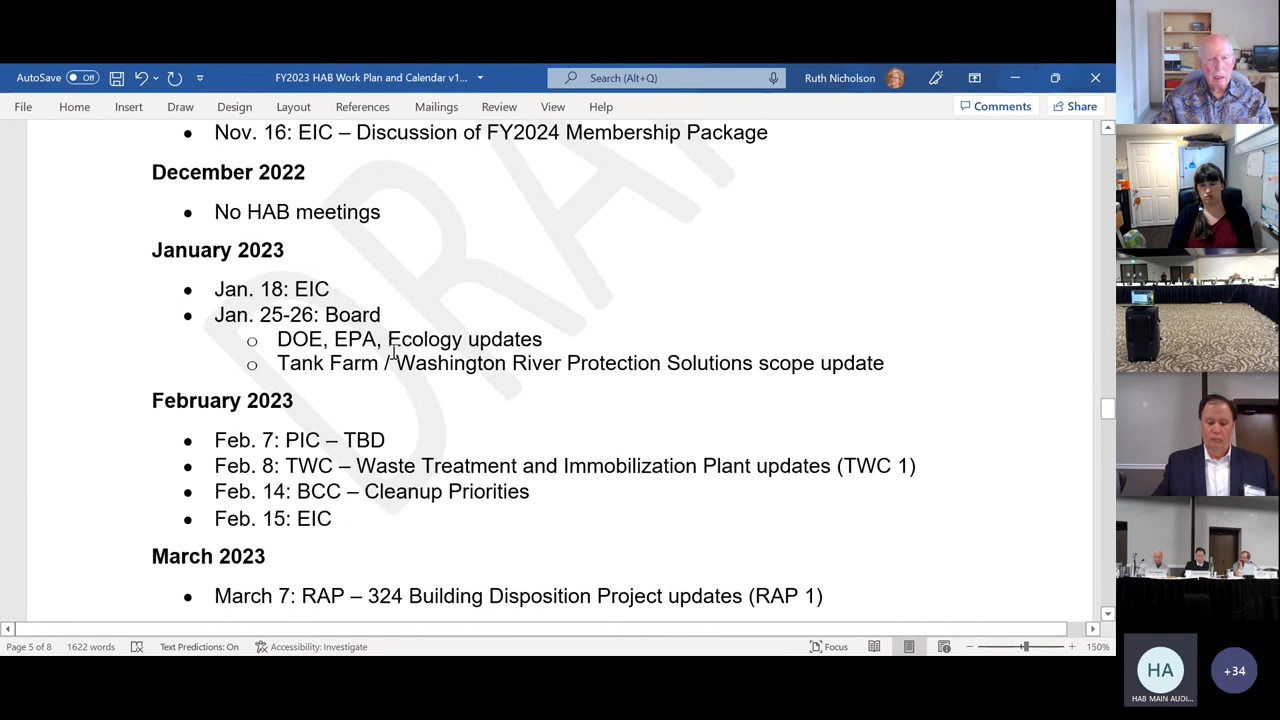 AutoSave Off
FY2023 HAB Work Plan and Calendar v1...
Search (Alt+Q)
Ruth Nicholson
File Home Insert Draw Design Layout References Mailings Review View Help
Comments Share
• Nov. 16: EIC – Discussion of FY2024 Membership Package
December 2022
• No HAB meetings
January 2023
• Jan. 18: EIC
• Jan. 25-26: Board
o DOE, EPA, Ecology updates
o Tank Farm / Washington River Protection Solutions scope update
February 2023
• Feb. 7: PIC – TBD
• Feb. 8: TWC – Waste Treatment and Immobilization Plant updates (TWC 1)
• Feb. 14: BCC – Cleanup Priorities
• Feb. 15: EIC
March 2023
• March 7: RAP – 324 Building Disposition Project updates (RAP 1)
DRAF
Page 5 of 8 1622 words Text Predictions: On Accessibility: Investigate Focus 150%
HA
HAB MAIN AUDI...
+34